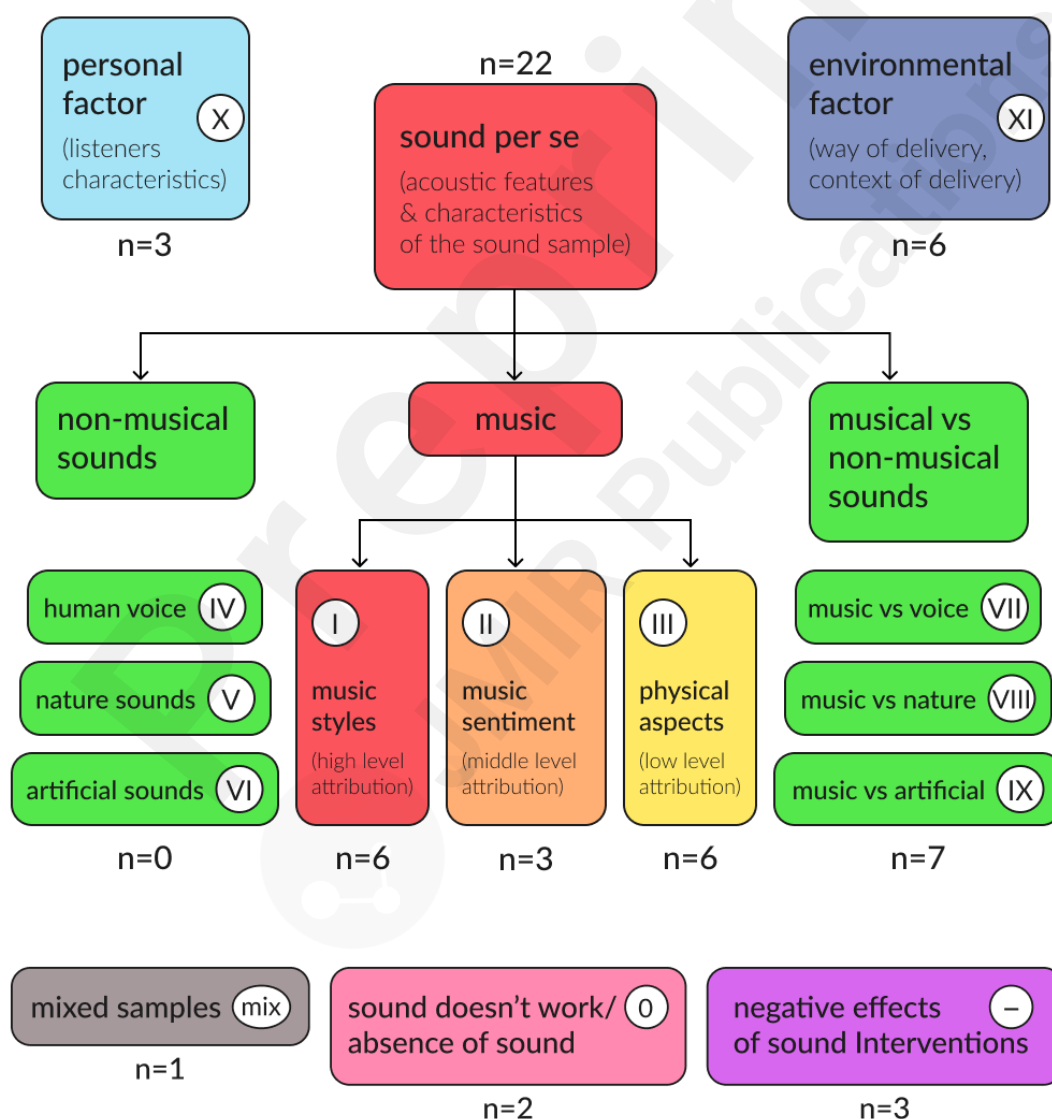 personal
factor
X
(listeners
characteristics)
n=3
n=22
sound per se
(acoustic features
& characteristics
of the sound sample)
environmental
factor
XI
(way of delivery,
context of delivery)
n=6
non-musical
sounds
music
musical vs
non-musical
sounds
human voice IV
nature sounds V
artificial sounds VI
n=0
I
music
styles
(high level
attribution)
n=6
II
music
sentiment
(middle level
attribution)
n=3
III
physical
aspects
(low level
attribution)
n=6
music vs voice VII
music vs nature VIII
music vs artificial IX
n=7
mixed samples mix
n=1
sound doesn't work/ 0
absence of sound
n=2
negative effects –
of sound Interventions
n=3
Preprint
JMIR Publications